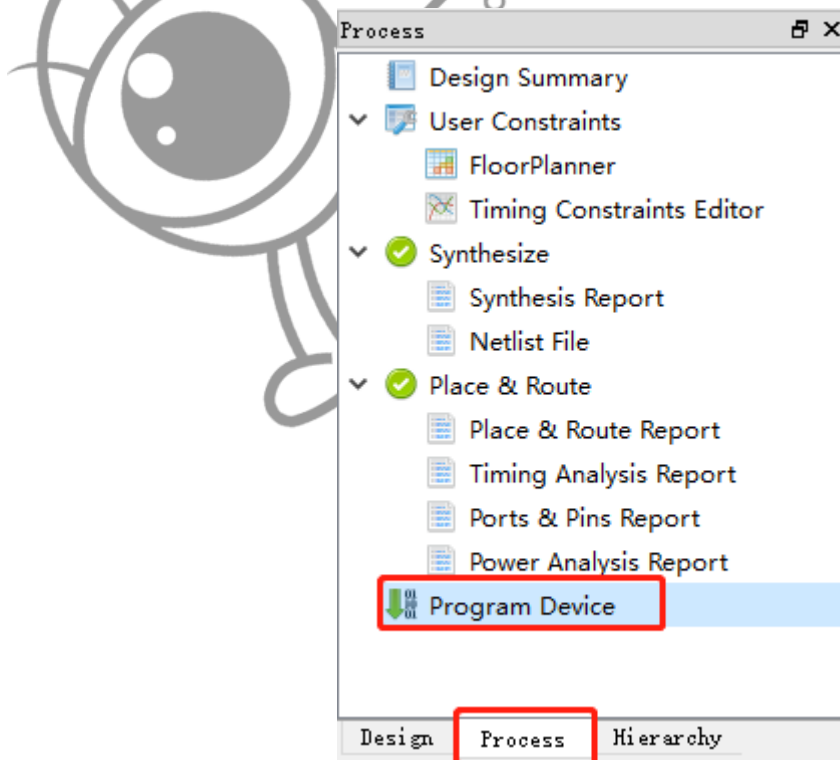 Process
Design Summary
User Constraints
FloorPlanner
Timing Constraints Editor
Synthesize
Synthesis Report
Netlist File
Place & Route
Place & Route Report
Timing Analysis Report
Ports & Pins Report
Power Analysis Report
Program Device
Design Process Hierarchy